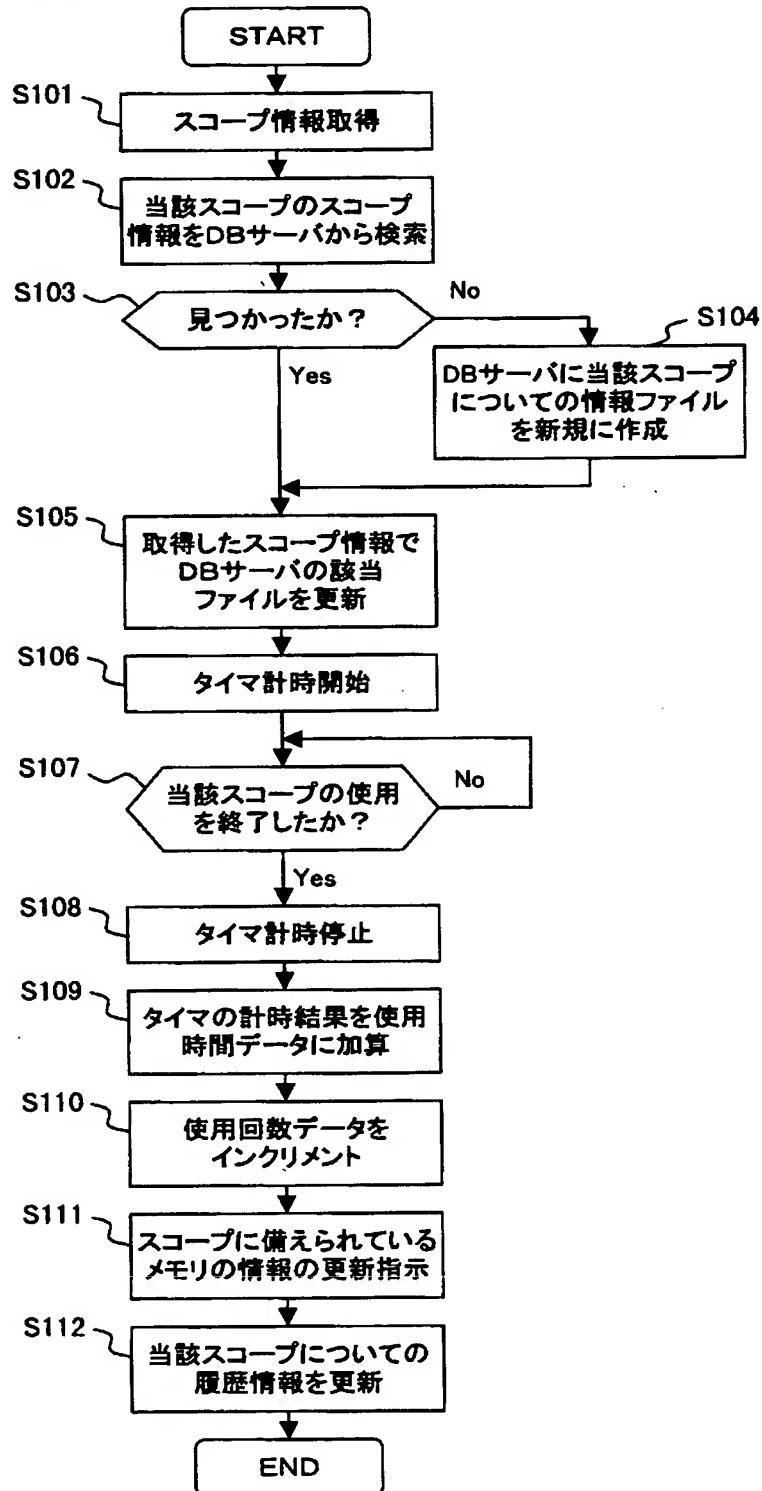 START
S101
スコープ情報取得
S102
当該スコープのスコープ
情報をDBサーバから検索
S103
見つかったか？
No
Yes
S104
DBサーバに当該スコープ
についての情報ファイル
を新規に作成
S105
取得したスコープ情報で
DBサーバの該当
ファイルを更新
S106
タイマ計時開始
S107
当該スコープの使用
を終了したか？
No
Yes
S108
タイマ計時停止
S109
タイマの計時結果を使用
時間データに加算
S110
使用回数データを
インクリメント
S111
スコープに備えられている
メモリの情報の更新指示
S112
当該スコープについての
履歴情報を更新
END